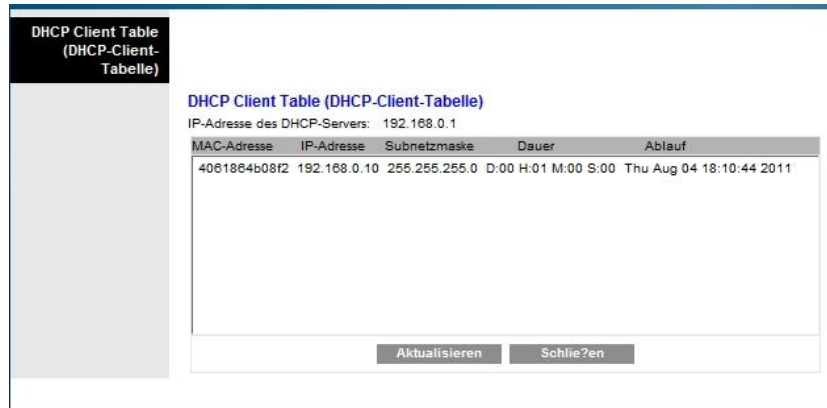 DHCP Client Table
(DHCP-Client-
Tabelle)
DHCP Client Table (DHCP-Client-Tabelle)
IP-Adresse des DHCP-Servers: 192.168.0.1
MAC-Adresse IP-Adresse Subnetzmaske Dauer Ablauf
4061864b08f2 192.168.0.10 255.255.255.0 D:00 H:01 M:00 S:00 Thu Aug 04 18:10:44 2011
Aktualisieren Schlie?en